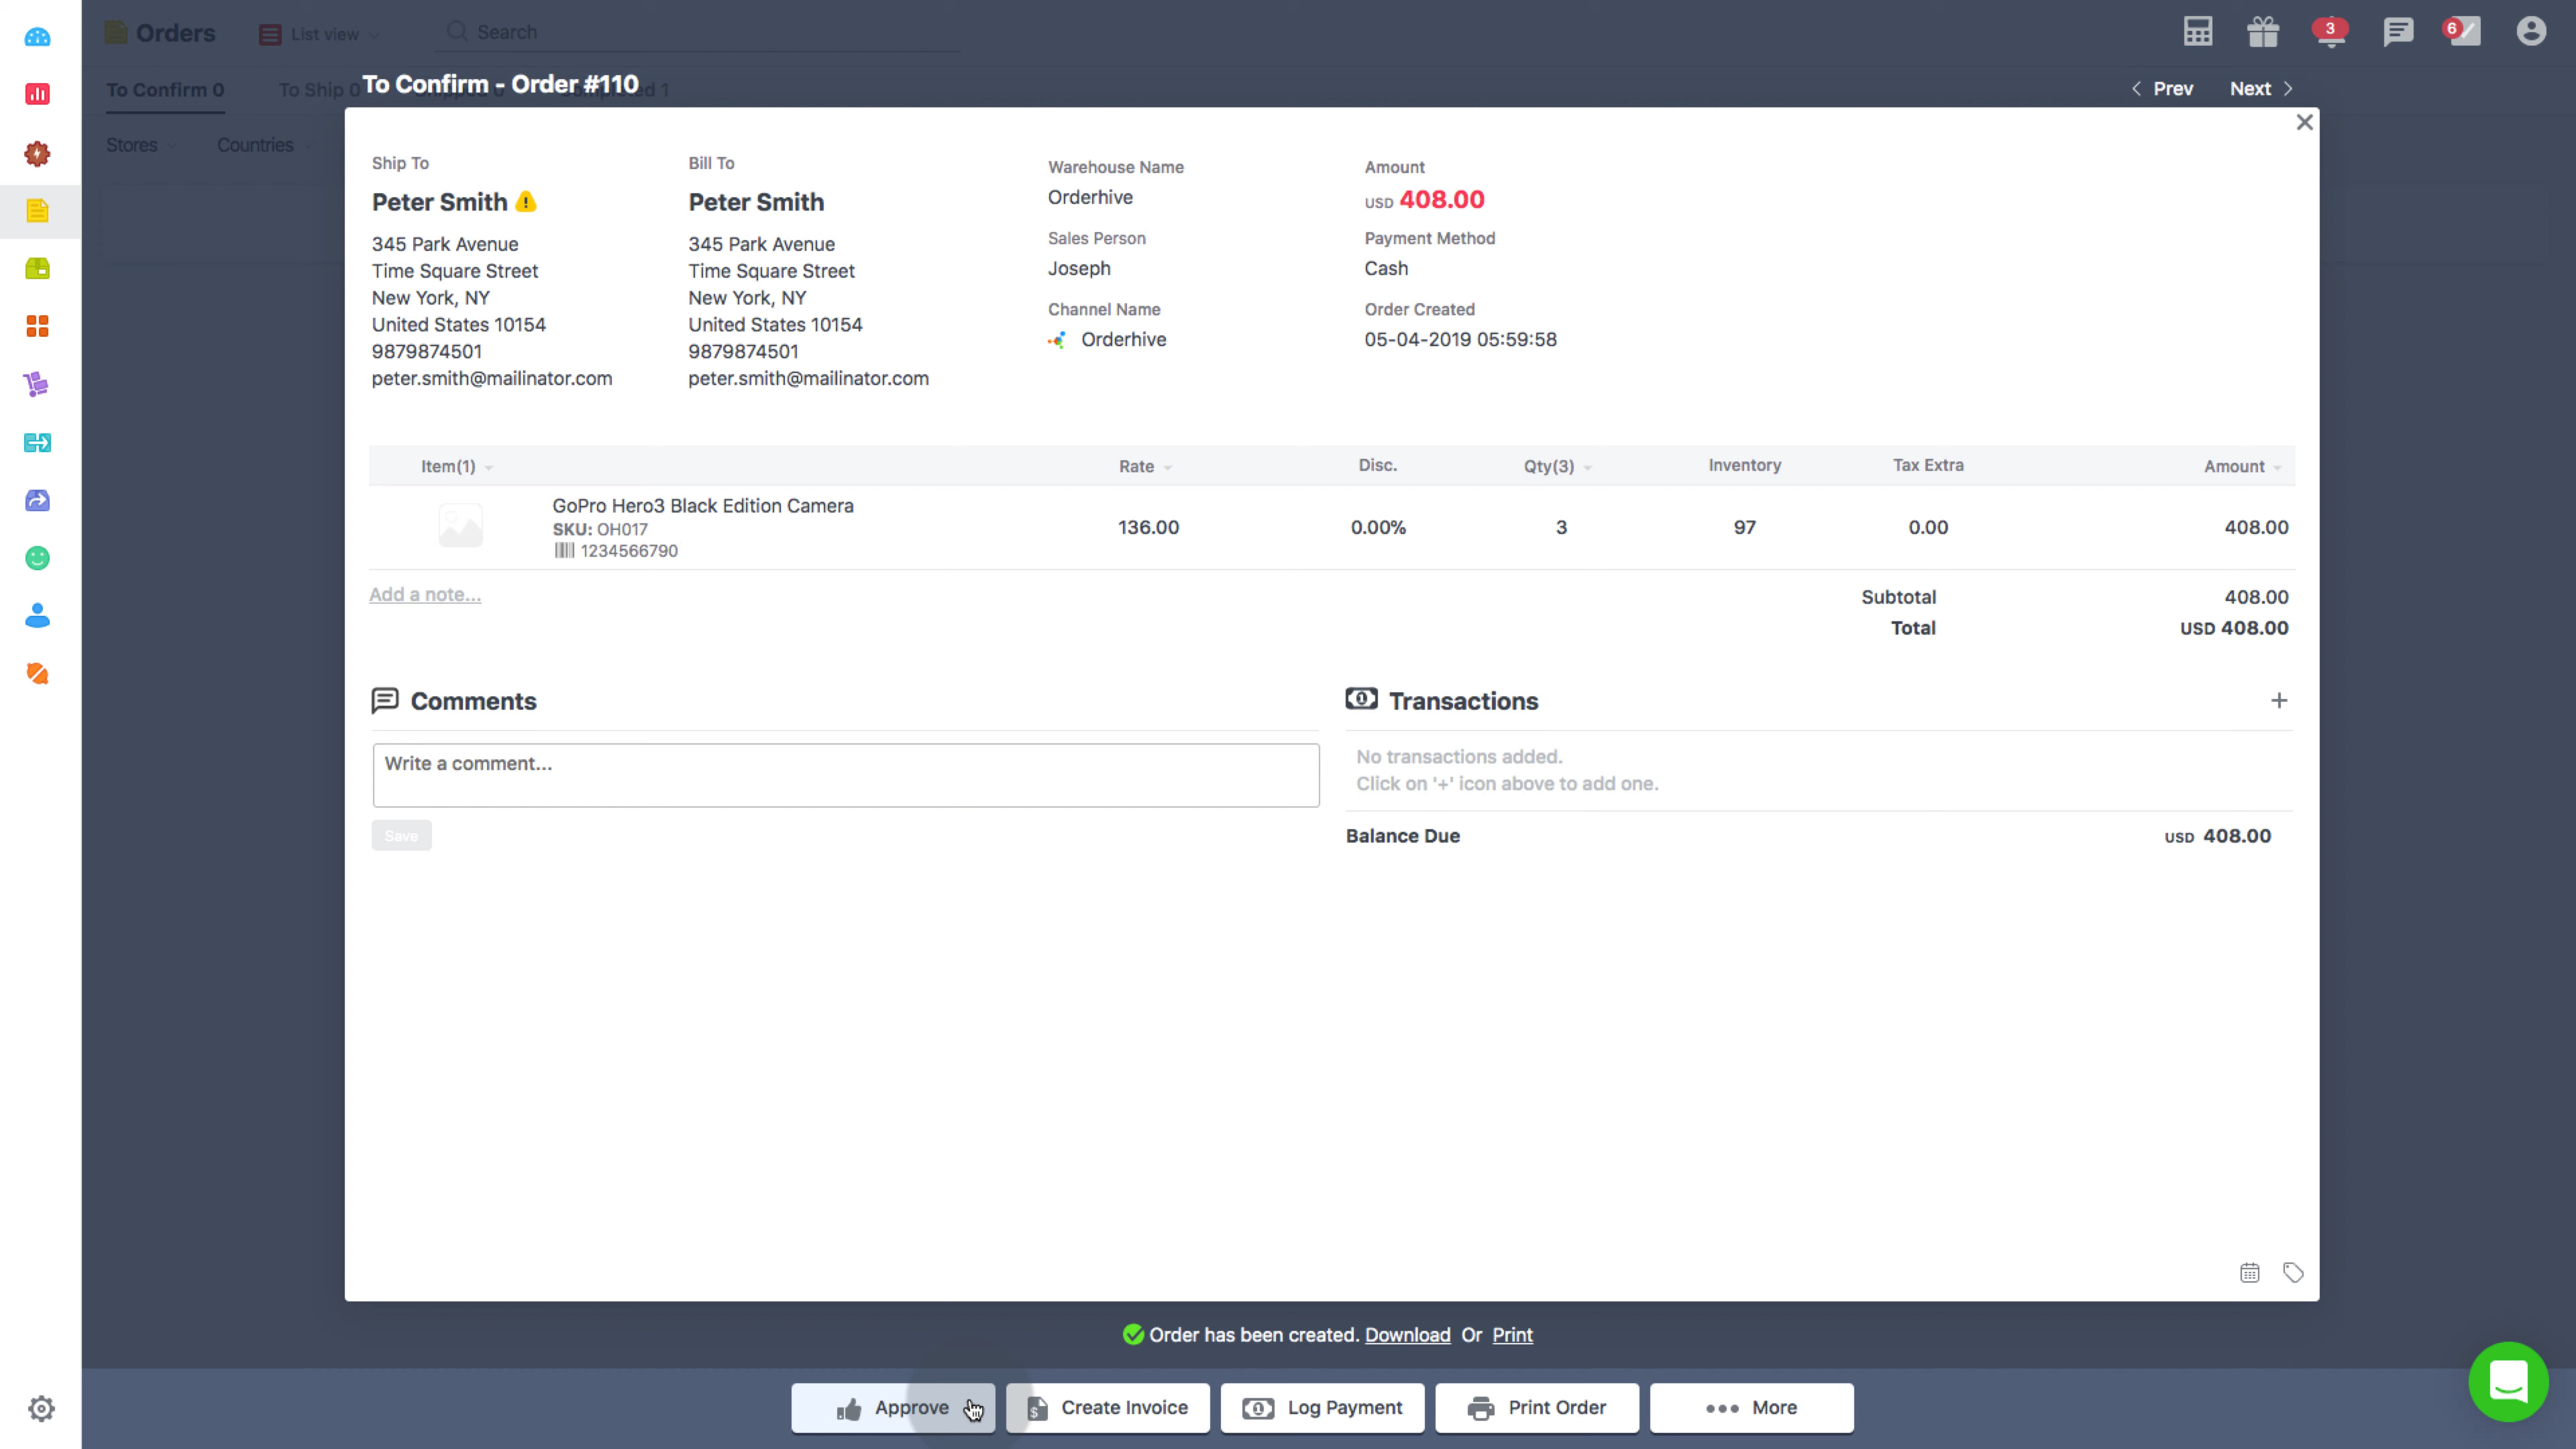 Orders
List view
Search
3
6
To Confirm 0
To Ship 0
To Confirm - Order #110
1
Prev
Next
Stores
Countries
Ship To
Peter Smith
345 Park Avenue
Time Square Street
New York, NY
United States 10154
9879874501
peter.smith@mailinator.com
Bill To
Peter Smith
345 Park Avenue
Time Square Street
New York, NY
United States 10154
9879874501
peter.smith@mailinator.com
Warehouse Name
Orderhive
Sales Person
Joseph
Channel Name
Orderhive
Amount
USD 408.00
Payment Method
Cash
Order Created
05-04-2019 05:59:58
Item(1) Rate Disc. Qty(3) Inventory Tax Extra Amount
GoPro Hero3 Black Edition Camera
SKU: OH017
1234566790
136.00 0.00% 3 97 0.00 408.00
Add a note...
Subtotal 408.00
Total USD 408.00
Comments
Write a comment...
Save
Transactions
No transactions added.
Click on '+' icon above to add one.
Balance Due USD 408.00
Order has been created. Download Or Print
Approve
Create Invoice
Log Payment
Print Order
More